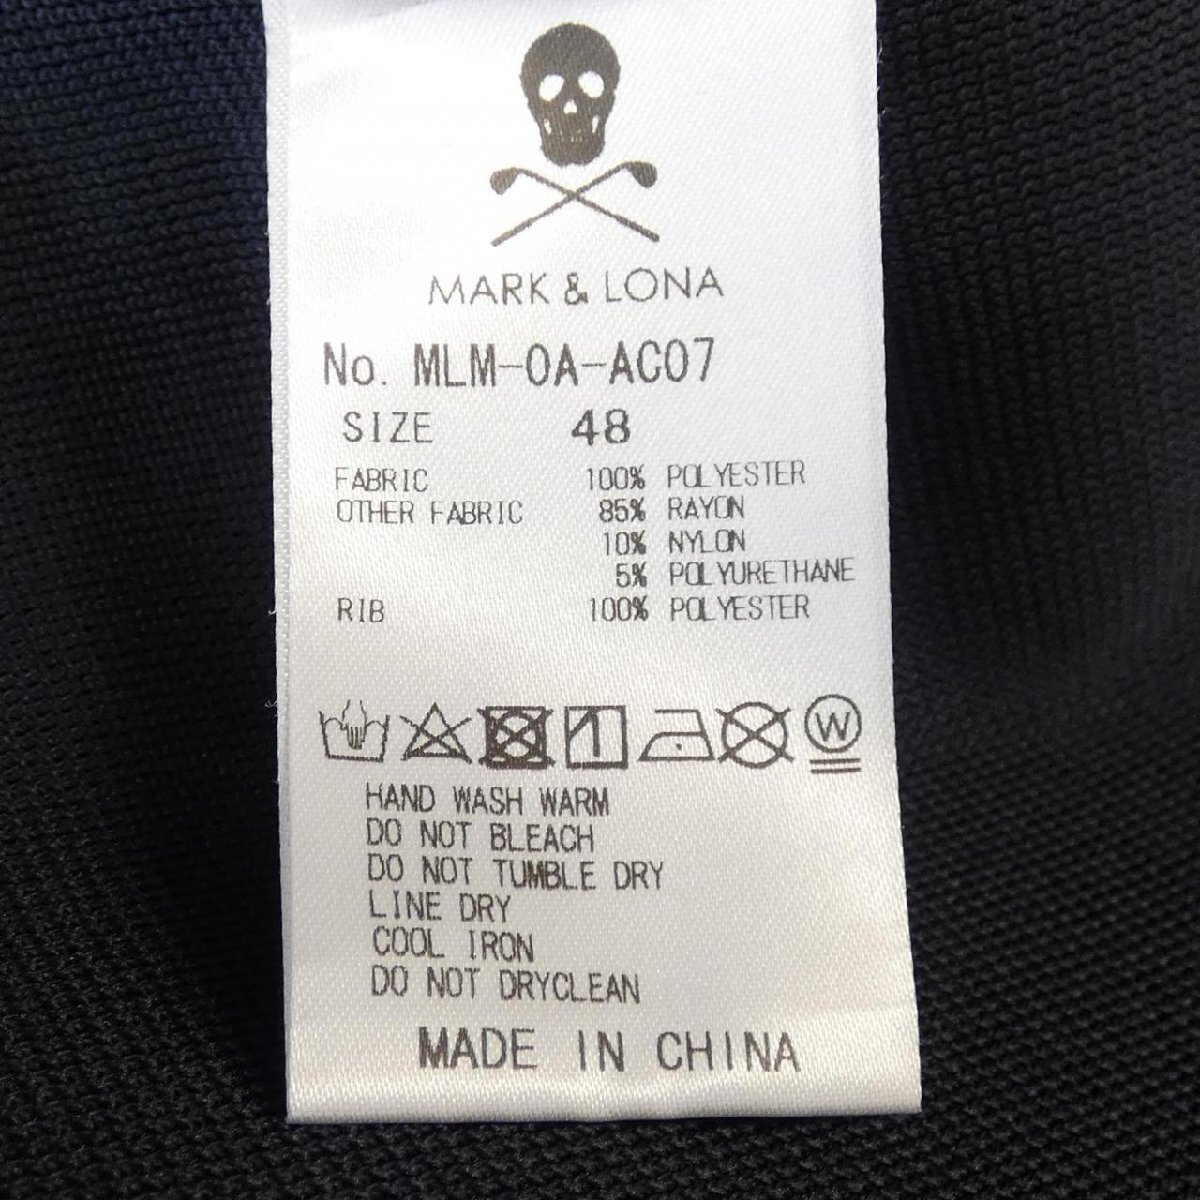 MARK & LONA
No. MLM-0A-AC07
SIZE 48
FABRIC 100% POLYESTER
OTHER FABRIC 85% RAYON
10% NYLON
5% POLYURETHANE
RIB 100% POLYESTER
W
HAND WASH WARM
DO NOT BLEACH
DO NOT TUMBLE DRY
LINE DRY
COOL IRON
DO NOT DRYCLEAN
MADE IN CHINA